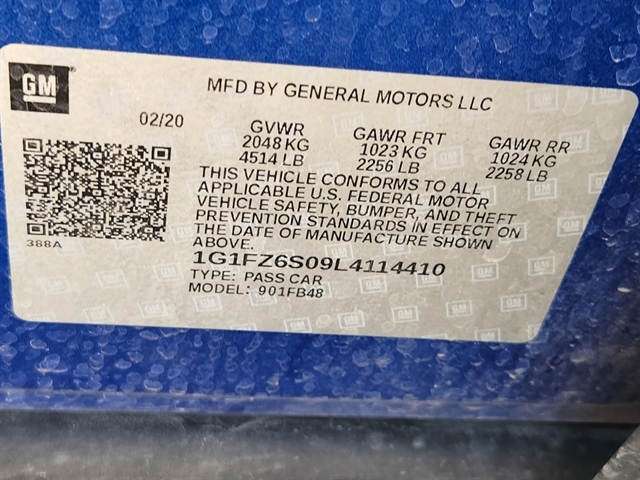 GM
MFD BY GENERAL MOTORS LLC
02/20
GVWR
2048 KG
4514 LB
GAWR FRT
1023 KG
2256 LB
GAWR RR
1024 KG
2258 LB
THIS VEHICLE CONFORMS TO ALL
APPLICABLE U.S. FEDERAL MOTOR
VEHICLE SAFETY, BUMPER, AND THEFT
PREVENTION STANDARDS IN EFFECT ON
THE DATE OF MANUFACTURE SHOWN
ABOVE.
388A
1G1FZ6S09L4114410
TYPE: PASS CAR
MODEL: 901FB48